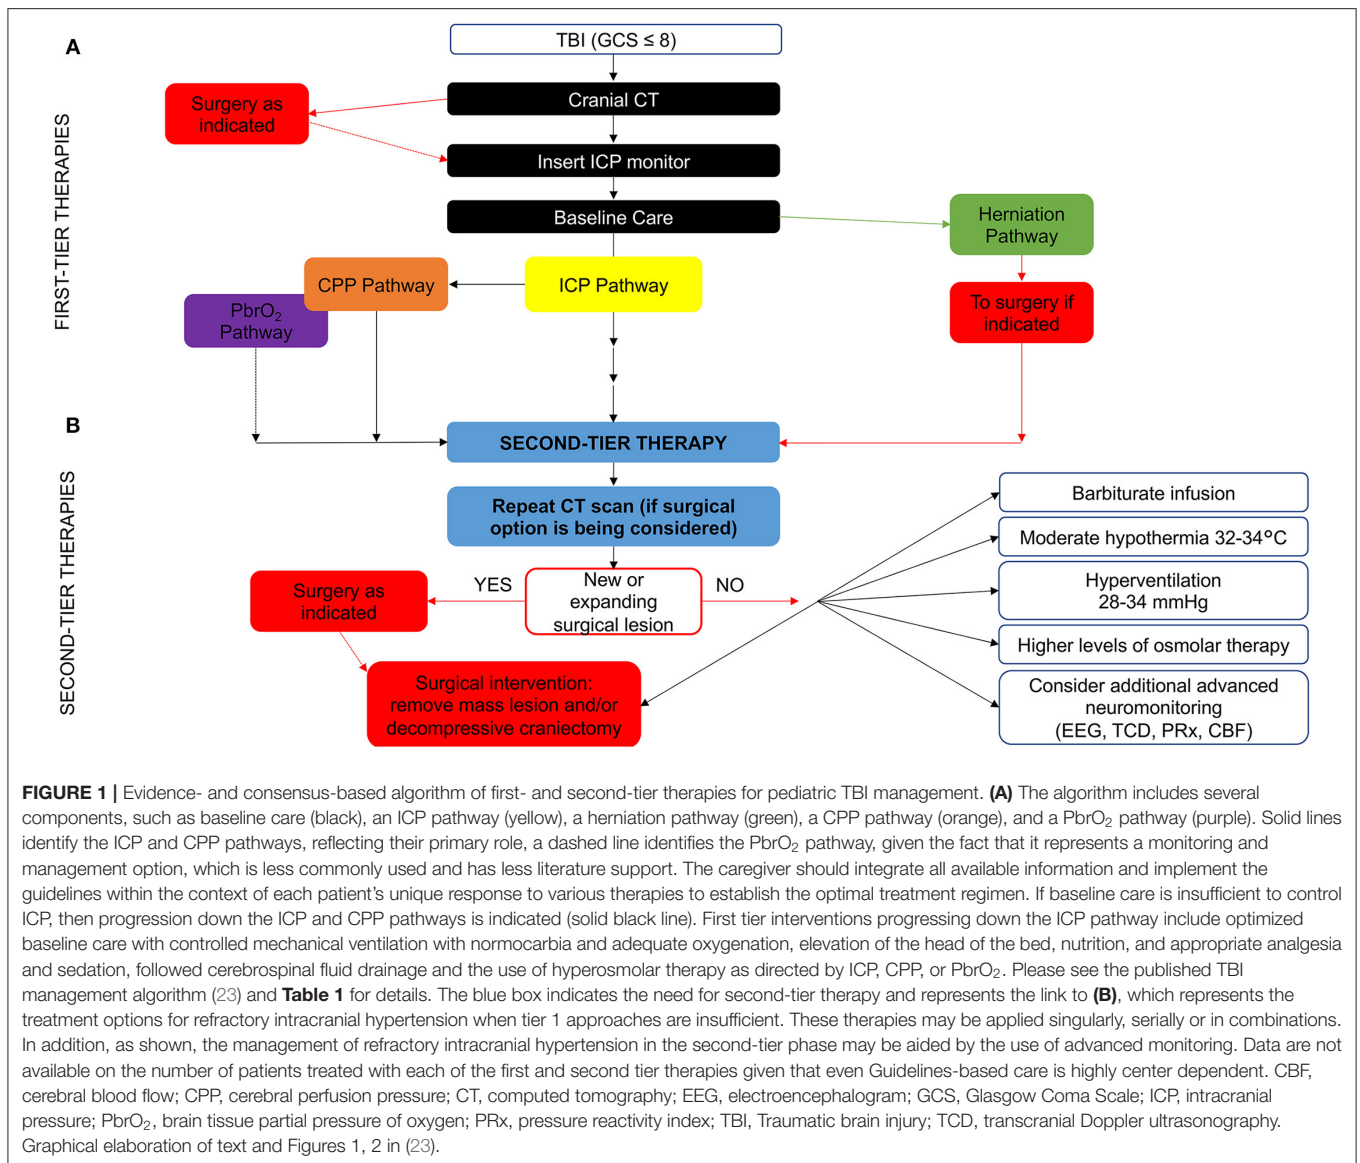 A
TBI (GCS ≤ 8)
Cranial CT
Surgery as
indicated
Insert ICP monitor
Baseline Care
Herniation
Pathway
FIRST-TIER THERAPIES
CPP Pathway
ICP Pathway
PbrO₂
Pathway
To surgery if
indicated
B
SECOND-TIER THERAPY
SECOND-TIER THERAPIES
Repeat CT scan (if surgical
option is being considered)
Surgery as
indicated
YES
New or
expanding
surgical lesion
NO
Surgical intervention:
remove mass lesion and/or
decompressive craniectomy
Barbiturate infusion
Moderate hypothermia 32-34°C
Hyperventilation
28-34 mmHg
Higher levels of osmolar therapy
Consider additional advanced
neuromonitoring
(EEG, TCD, PRx, CBF)
FIGURE 1 | Evidence- and consensus-based algorithm of first- and second-tier therapies for pediatric TBI management. (A) The algorithm includes several
components, such as baseline care (black), an ICP pathway (yellow), a herniation pathway (green), a CPP pathway (orange), and a PbrO₂ pathway (purple). Solid lines
identify the ICP and CPP pathways, reflecting their primary role, a dashed line identifies the PbrO₂ pathway, given the fact that it represents a monitoring and
management option, which is less commonly used and has less literature support. The caregiver should integrate all available information and implement the
guidelines within the context of each patient's unique response to various therapies to establish the optimal treatment regimen. If baseline care is insufficient to control
ICP, then progression down the ICP and CPP pathways is indicated (solid black line). First tier interventions progressing down the ICP pathway include optimized
baseline care with controlled mechanical ventilation with normocarbia and adequate oxygenation, elevation of the head of the bed, nutrition, and appropriate analgesia
and sedation, followed cerebrospinal fluid drainage and the use of hyperosmolar therapy as directed by ICP, CPP, or PbrO₂. Please see the published TBI
management algorithm (23) and Table 1 for details. The blue box indicates the need for second-tier therapy and represents the link to (B), which represents the
treatment options for refractory intracranial hypertension when tier 1 approaches are insufficient. These therapies may be applied singularly, serially or in combinations.
In addition, as shown, the management of refractory intracranial hypertension in the second-tier phase may be aided by the use of advanced monitoring. Data are not
available on the number of patients treated with each of the first and second tier therapies given that even Guidelines-based care is highly center dependent. CBF,
cerebral blood flow; CPP, cerebral perfusion pressure; CT, computed tomography; EEG, electroencephalogram; GCS, Glasgow Coma Scale; ICP, intracranial
pressure; PbrO₂, brain tissue partial pressure of oxygen; PRx, pressure reactivity index; TBI, Traumatic brain injury; TCD, transcranial Doppler ultrasonography.
Graphical elaboration of text and Figures 1, 2 in (23).